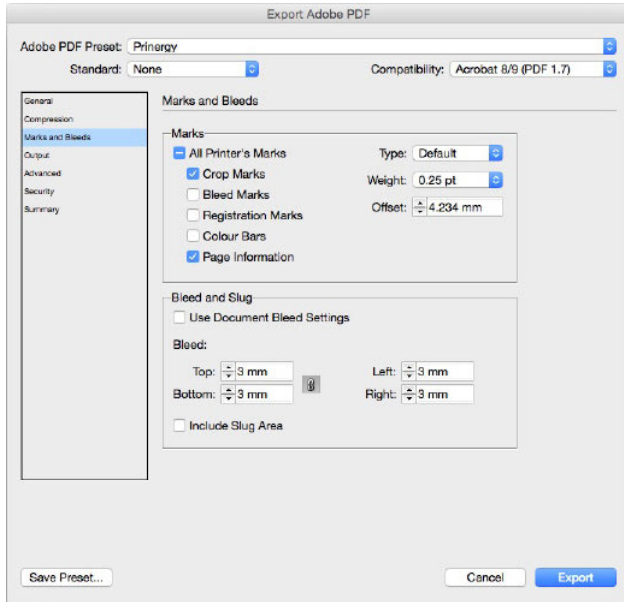 Export Adobe PDF
Adobe PDF Preset: Prinergy
Standard: None Compatibility: Acrobat 8/9 (PDF 1.7)
General
Compression
Marks and Bleeds
Output
Advanced
Security
Summary
Marks and Bleeds
Marks
All Printer's Marks Type: Default
Crop Marks Weight: 0.25 pt
Bleed Marks Offset: 4.234 mm
Registration Marks
Colour Bars
Page Information
Bleed and Slug
Use Document Bleed Settings
Bleed:
Top: 3 mm Left: 3 mm
Bottom: 3 mm Right: 3 mm
Include Slug Area
Save Preset... Cancel Export